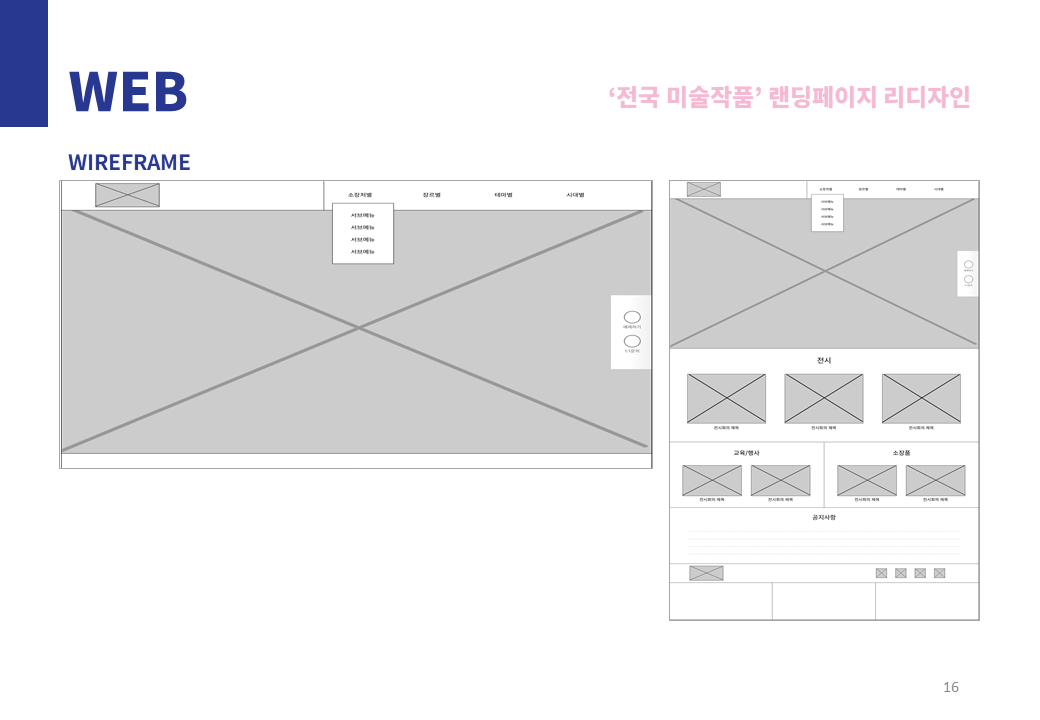 WEB
‘전국 미술작품’ 랜딩페이지 리디자인
WIREFRAME
소장처별 장르별 테마별 시대별
서브메뉴
서브메뉴
서브메뉴
서브메뉴
예매하기
1:1문의
소장처별 장르별 테마별 시대별
서브메뉴
서브메뉴
서브메뉴
서브메뉴
전시
전시회의 제목 전시회의 제목 전시회의 제목
교육/행사 소장품
전시회의 제목 전시회의 제목 전시회의 제목 전시회의 제목
공지사항
16